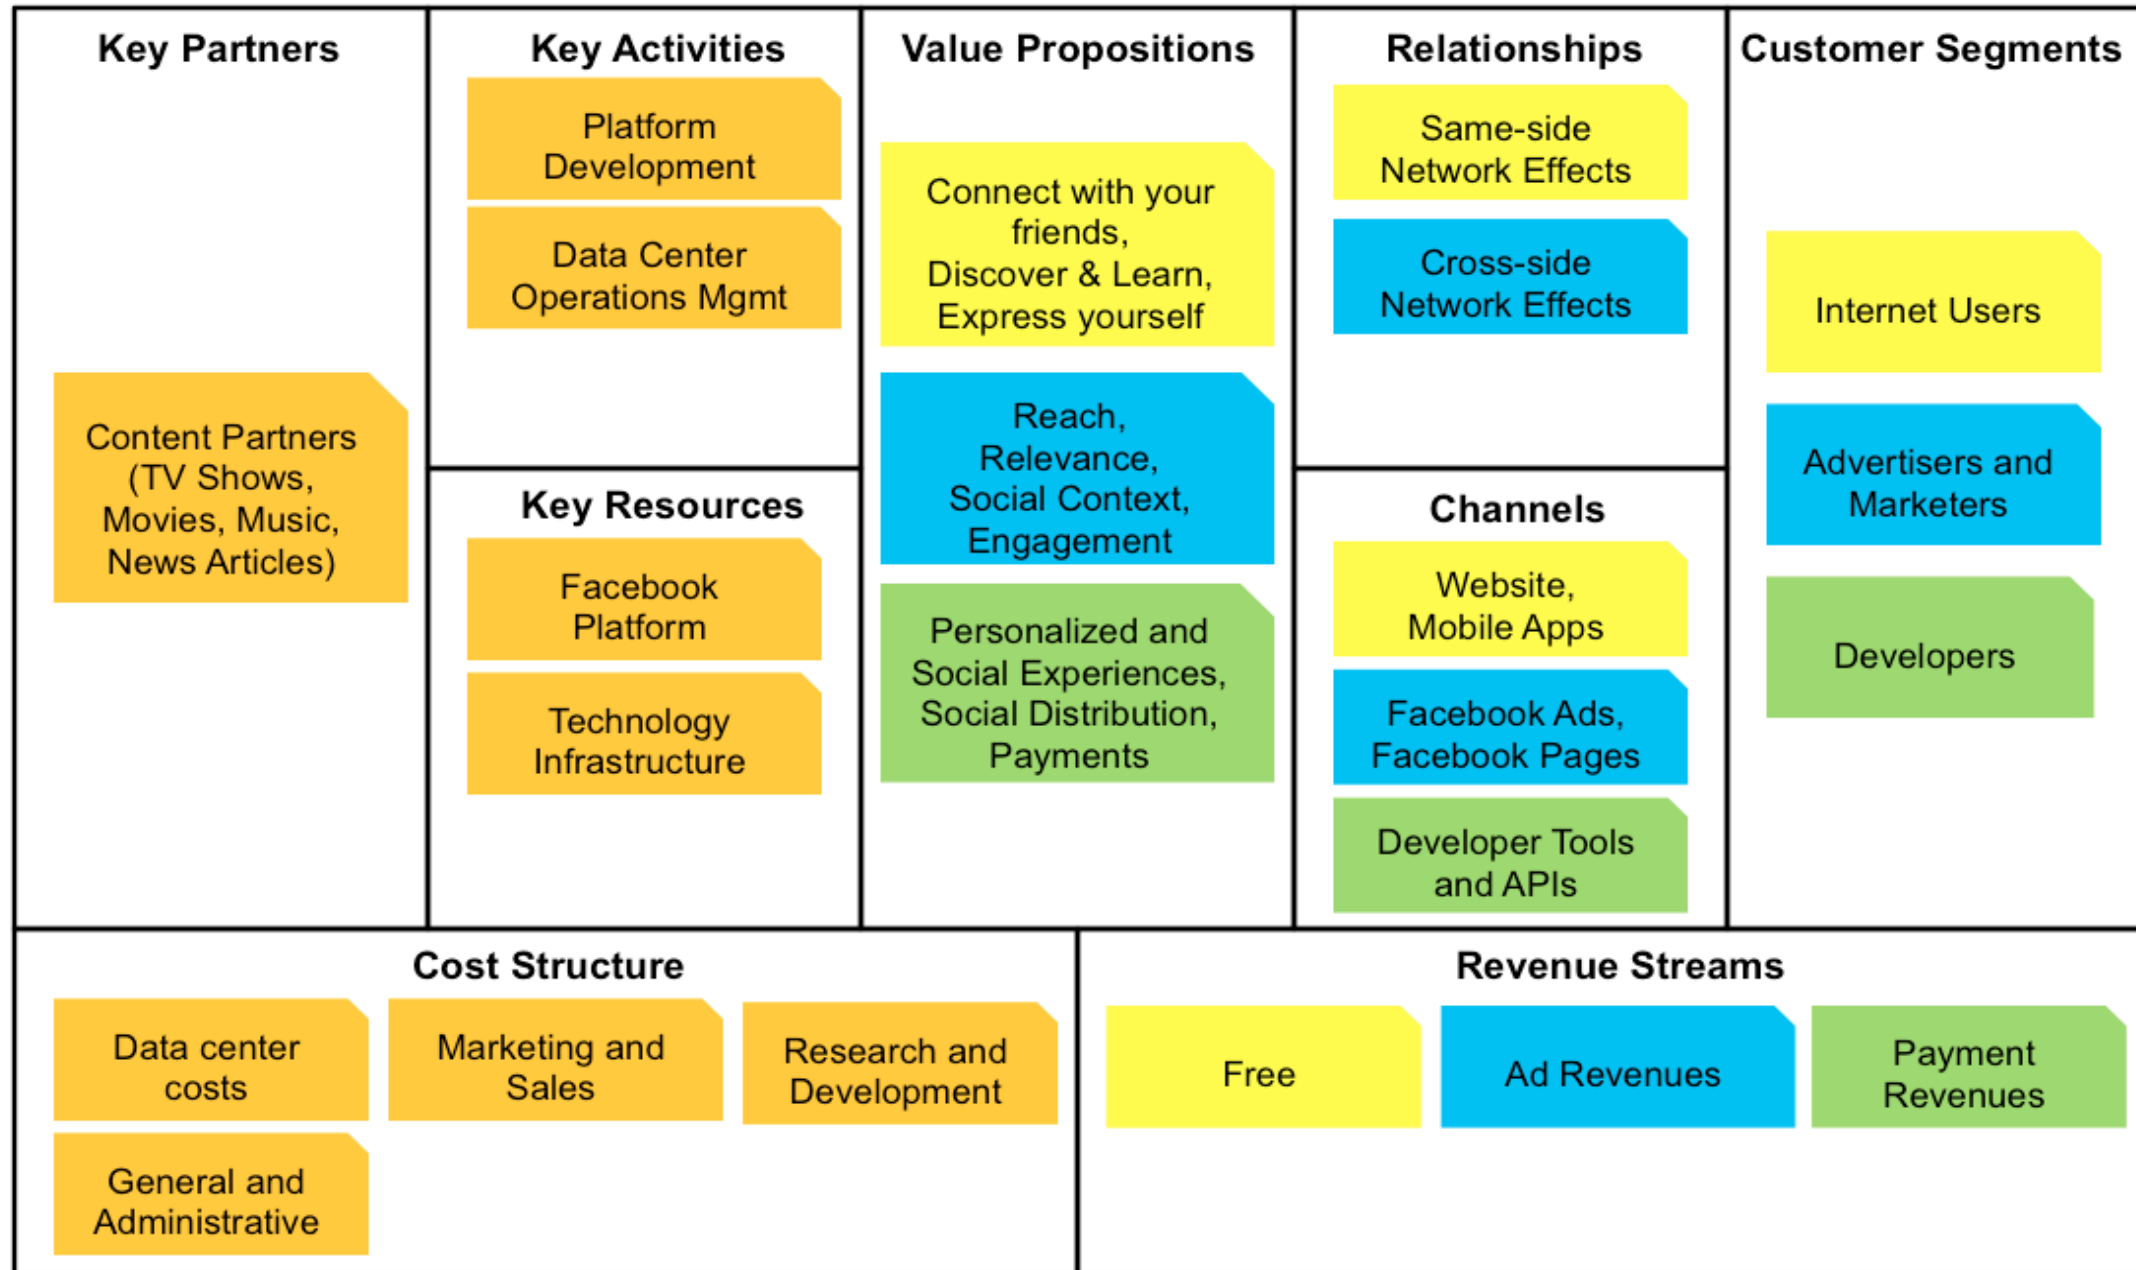 Key Partners
Content Partners
(TV Shows,
Movies, Music,
News Articles)
Key Activities
Platform
Development
Data Center
Operations Mgmt
Key Resources
Facebook
Platform
Technology
Infrastructure
Value Propositions
Connect with your
friends,
Discover & Learn,
Express yourself
Reach,
Relevance,
Social Context,
Engagement
Personalized and
Social Experiences,
Social Distribution,
Payments
Relationships
Same-side
Network Effects
Cross-side
Network Effects
Channels
Website,
Mobile Apps
Facebook Ads,
Facebook Pages
Developer Tools
and APIs
Customer Segments
Internet Users
Advertisers and
Marketers
Developers
Cost Structure
Data center
costs
Marketing and
Sales
Research and
Development
General and
Administrative
Revenue Streams
Free
Ad Revenues
Payment
Revenues